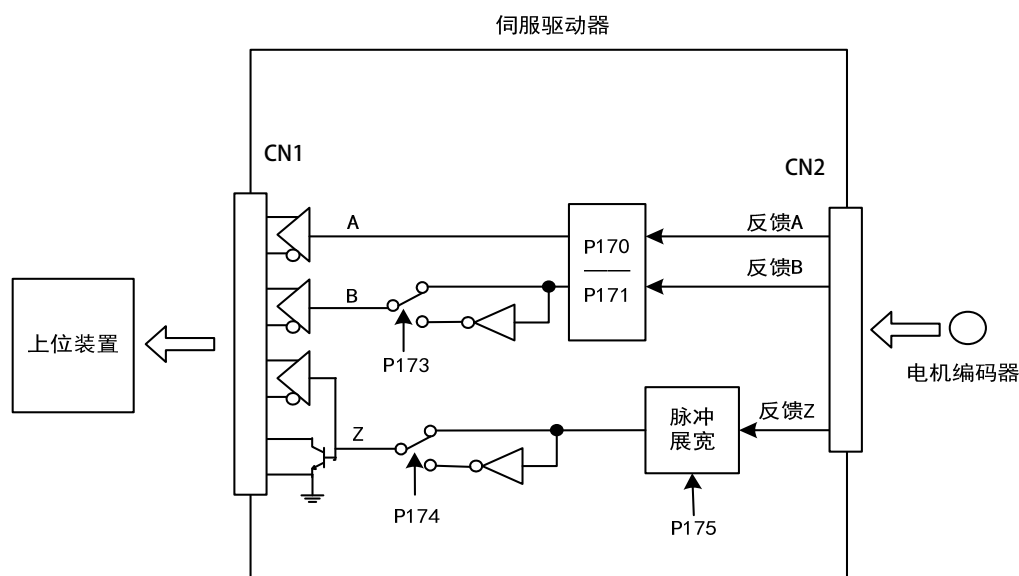 伺服驱动器
CN1
CN2
A
反馈A
P170
P171
反馈B
B
P173
上位装置
电机编码器
Z
脉冲
展宽
反馈Z
P174
P175